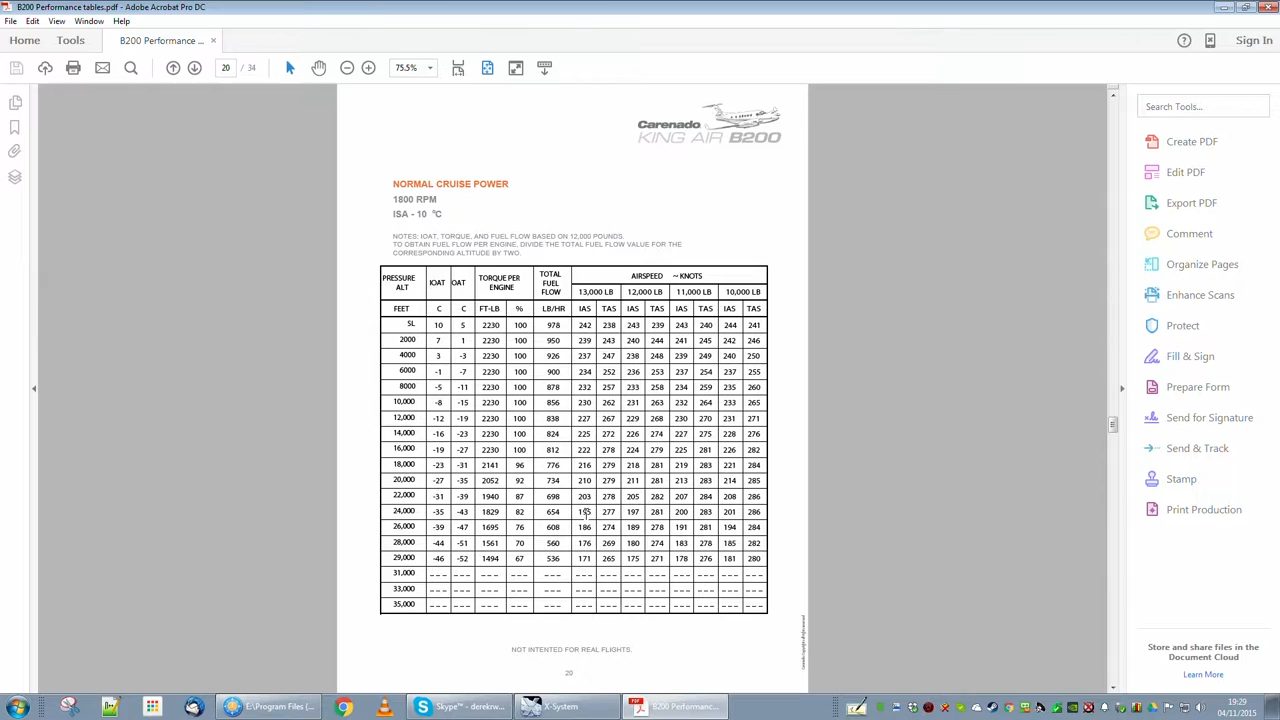 B200 Performance tables.pdf - Adobe Acrobat Pro DC
File Edit View Window Help
Home Tools B200 Performance ... × Sign In
20 / 34 75.5%
Search Tools...
Create PDF
Edit PDF
Export PDF
Comment
Organize Pages
Enhance Scans
Protect
Fill & Sign
Prepare Form
Send for Signature
Send & Track
Stamp
Print Production
Store and share files in the
Document Cloud
Learn More
Carenado
KING AIR B200
NORMAL CRUISE POWER
1800 RPM
ISA - 10 °C
NOTES: IOAT, TORQUE, AND FUEL FLOW BASED ON 12,000 POUNDS.
TO OBTAIN FUEL FLOW PER ENGINE, DIVIDE THE TOTAL FUEL FLOW VALUE FOR THE
CORRESPONDING ALTITUDE BY TWO.
PRESSURE ALT IOAT OAT TORQUE PER ENGINE TOTAL FUEL FLOW AIRSPEED ~ KNOTS
13,000 LB 12,000 LB 11,000 LB 10,000 LB
FEET C C FT-LB % LB/HR IAS TAS IAS TAS IAS TAS IAS TAS
SL 10 5 2230 100 978 242 238 243 239 243 240 244 241
2000 7 1 2230 100 950 239 243 240 244 241 245 242 246
4000 3 -3 2230 100 926 237 247 238 248 239 249 240 250
6000 -1 -7 2230 100 900 234 252 236 253 237 254 237 255
8000 -5 -11 2230 100 878 232 257 233 258 234 259 235 260
10,000 -8 -15 2230 100 856 230 262 231 263 232 264 233 265
12,000 -12 -19 2230 100 838 227 267 229 268 230 270 231 271
14,000 -16 -23 2230 100 824 225 272 226 274 227 275 228 276
16,000 -19 -27 2230 100 812 222 278 224 279 225 281 226 282
18,000 -23 -31 2141 96 776 216 279 218 281 219 283 221 284
20,000 -27 -35 2052 92 734 210 279 211 281 213 283 214 285
22,000 -31 -39 1940 87 698 203 278 205 282 207 284 208 286
24,000 -35 -43 1829 82 654 277 197 281 200 283 201 286
26,000 -39 -47 1695 76 608 186 274 189 278 191 281 194 284
28,000 -44 -51 1561 70 560 176 269 180 274 183 278 185 282
29,000 -46 -52 1494 67 536 171 265 175 271 178 276 181 280
31,000 --- --- --- --- --- --- --- --- --- --- --- --- ---
33,000 --- --- --- --- --- --- --- --- --- --- --- --- ---
35,000 --- --- --- --- --- --- --- --- --- --- --- --- ---
NOT INTENTED FOR REAL FLIGHTS.
20
E:\Program Files (... Skype™ - derekrw... X-System B200 Performanc...
19:29
04/11/2015